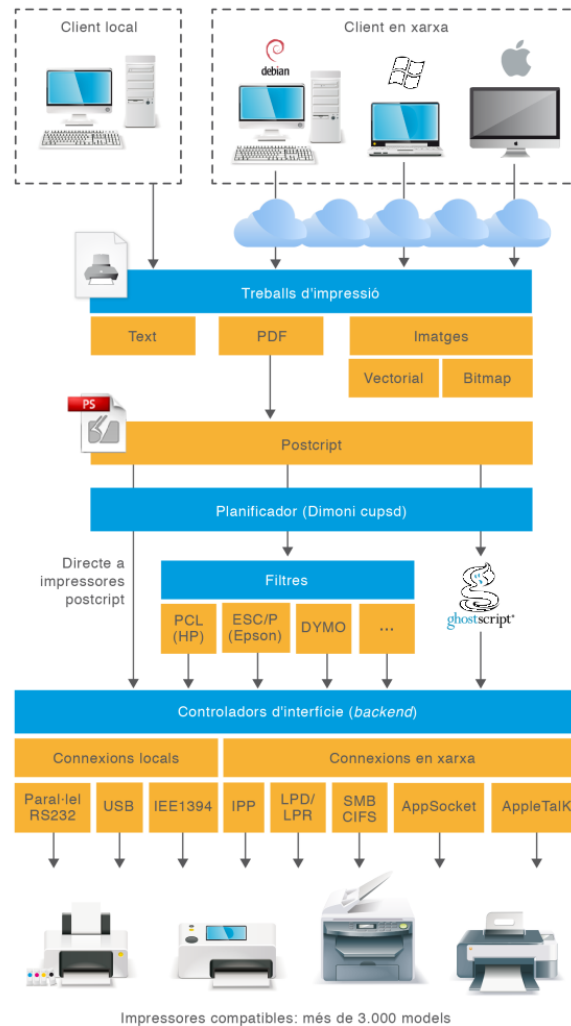 Client local
Client en xarxa
debian
Treballs d'impressió
Text
PDF
Imatges
Vectorial
Bitmap
PS
Postcript
Planificador (Dimoni cupsd)
Directe a
impressores
postcript
Filtres
PCL
(HP)
ESC/P
(Epson)
DYMO
...
ghostscript
Controladors d'interfície (backend)
Connexions locals
Connexions en xarxa
Paral·lel
RS232
USB
IEE1394
IPP
LPD/
LPR
SMB
CIFS
AppSocket
AppleTalK
Impressores compatibles: més de 3.000 models